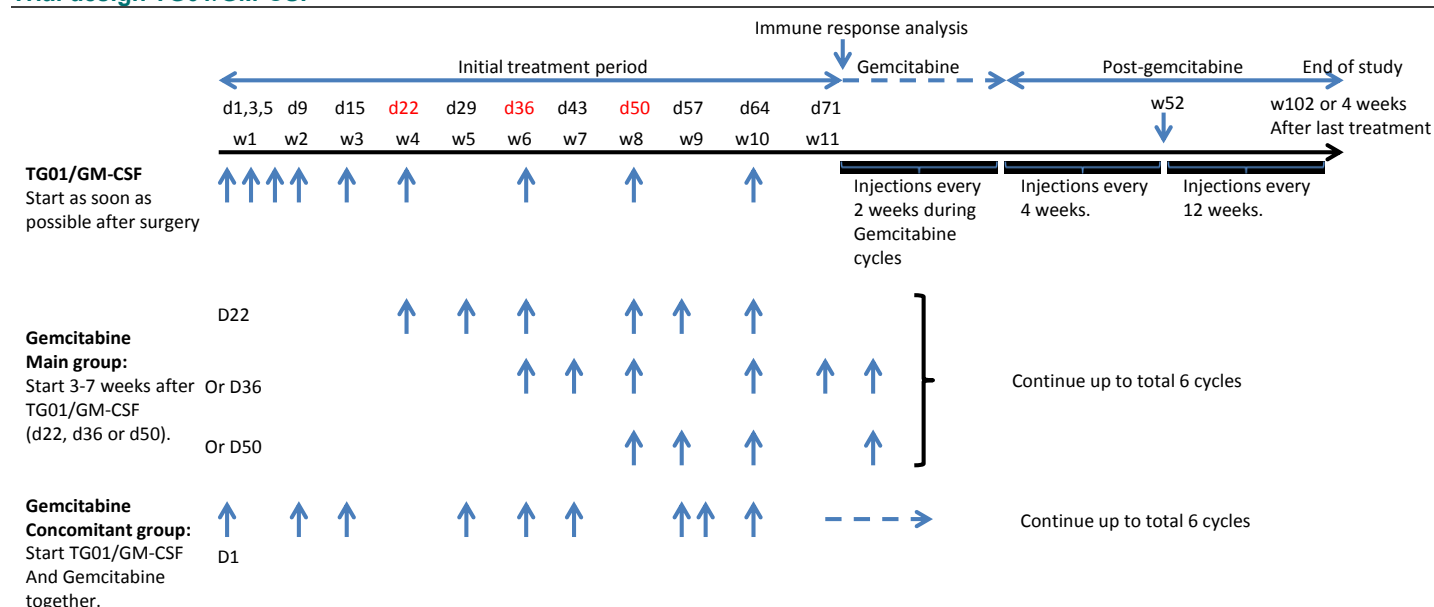 Trial design TG01/GM-CSF
Immune response analysis
Initial treatment period
Gemcitabine
Post-gemcitabine
End of study
d1,3,5 d9 d15 d22 d29 d36 d43 d50 d57 d64 d71
w52
w102 or 4 weeks
After last treatment
w1 w2 w3 w4 w5 w6 w7 w8 w9 w10 w11
TG01/GM-CSF
Start as soon as
possible after surgery
Injections every
2 weeks during
Gemcitabine
cycles
Injections every
4 weeks.
Injections every
12 weeks.
Gemcitabine
Main group:
Start 3-7 weeks after
TG01/GM-CSF
(d22, d36 or d50).
D22
Or D36
Or D50
Continue up to total 6 cycles
Gemcitabine
Concomitant group:
Start TG01/GM-CSF
And Gemcitabine
together.
D1
Continue up to total 6 cycles